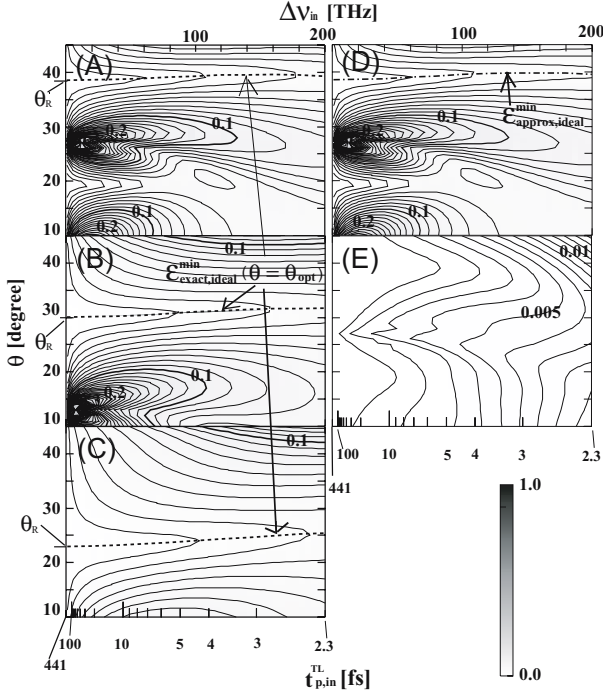 Δν_in [THz]
100 200 100 200
(A) (D)
40
30
20
10
θ_R
0.2 0.1
0.2 0.1
ε^min_approx,ideal
0.1
0.2
0.1
0.2
(B) (E)
0.1 0.01
40
ε^min_exact,ideal (θ = θ_opt)
0.005
30
θ_R
20
0.2 0.1
10
θ [degree]
(C)
0.1
100 10 5 4 3 2.3
441
40
30
θ_R
20
10
1.0
0.0
100 10 5 4 3 2.3
441
t^TL_p,in [fs]